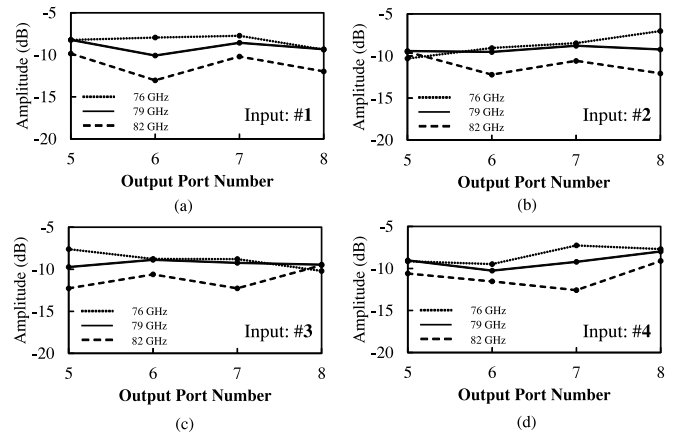 Amplitude (dB)
-5
-10
-15
-20
76 GHz
79 GHz
82 GHz
Input: #1
5 6 7 8
Output Port Number
(a)
Amplitude (dB)
-5
-10
-15
-20
76 GHz
79 GHz
82 GHz
Input: #2
5 6 7 8
Output Port Number
(b)
Amplitude (dB)
-5
-10
-15
-20
76 GHz
79 GHz
82 GHz
Input: #3
5 6 7 8
Output Port Number
(c)
Amplitude (dB)
-5
-10
-15
-20
76 GHz
79 GHz
82 GHz
Input: #4
5 6 7 8
Output Port Number
(d)